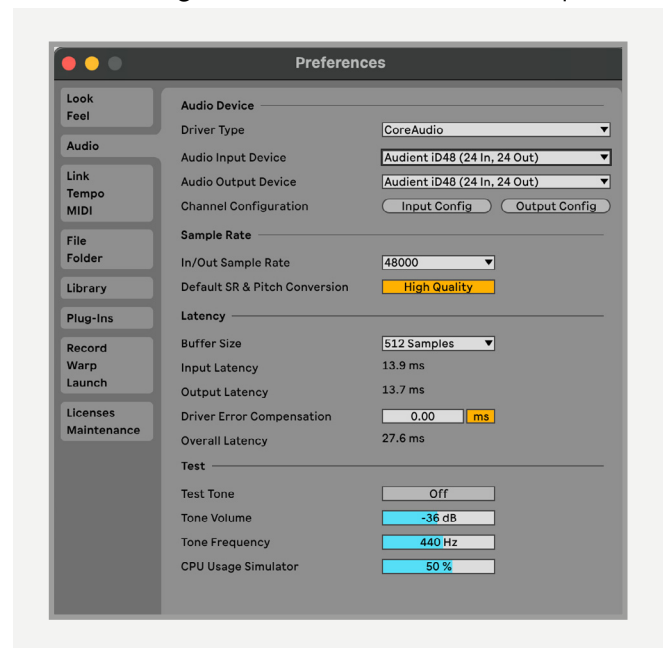 Preferences
Look
Feel
Audio
Link
Tempo
MIDI
File
Folder
Library
Plug-Ins
Record
Warp
Launch
Licenses
Maintenance
Audio Device
Driver Type CoreAudio
Audio Input Device Audient iD48 (24 In, 24 Out)
Audio Output Device Audient iD48 (24 In, 24 Out)
Channel Configuration Input Config Output Config
Sample Rate
In/Out Sample Rate 48000
Default SR & Pitch Conversion High Quality
Latency
Buffer Size 512 Samples
Input Latency 13.9 ms
Output Latency 13.7 ms
Driver Error Compensation 0.00 ms
Overall Latency 27.6 ms
Test
Test Tone Off
Tone Volume -36 dB
Tone Frequency 440 Hz
CPU Usage Simulator 50 %